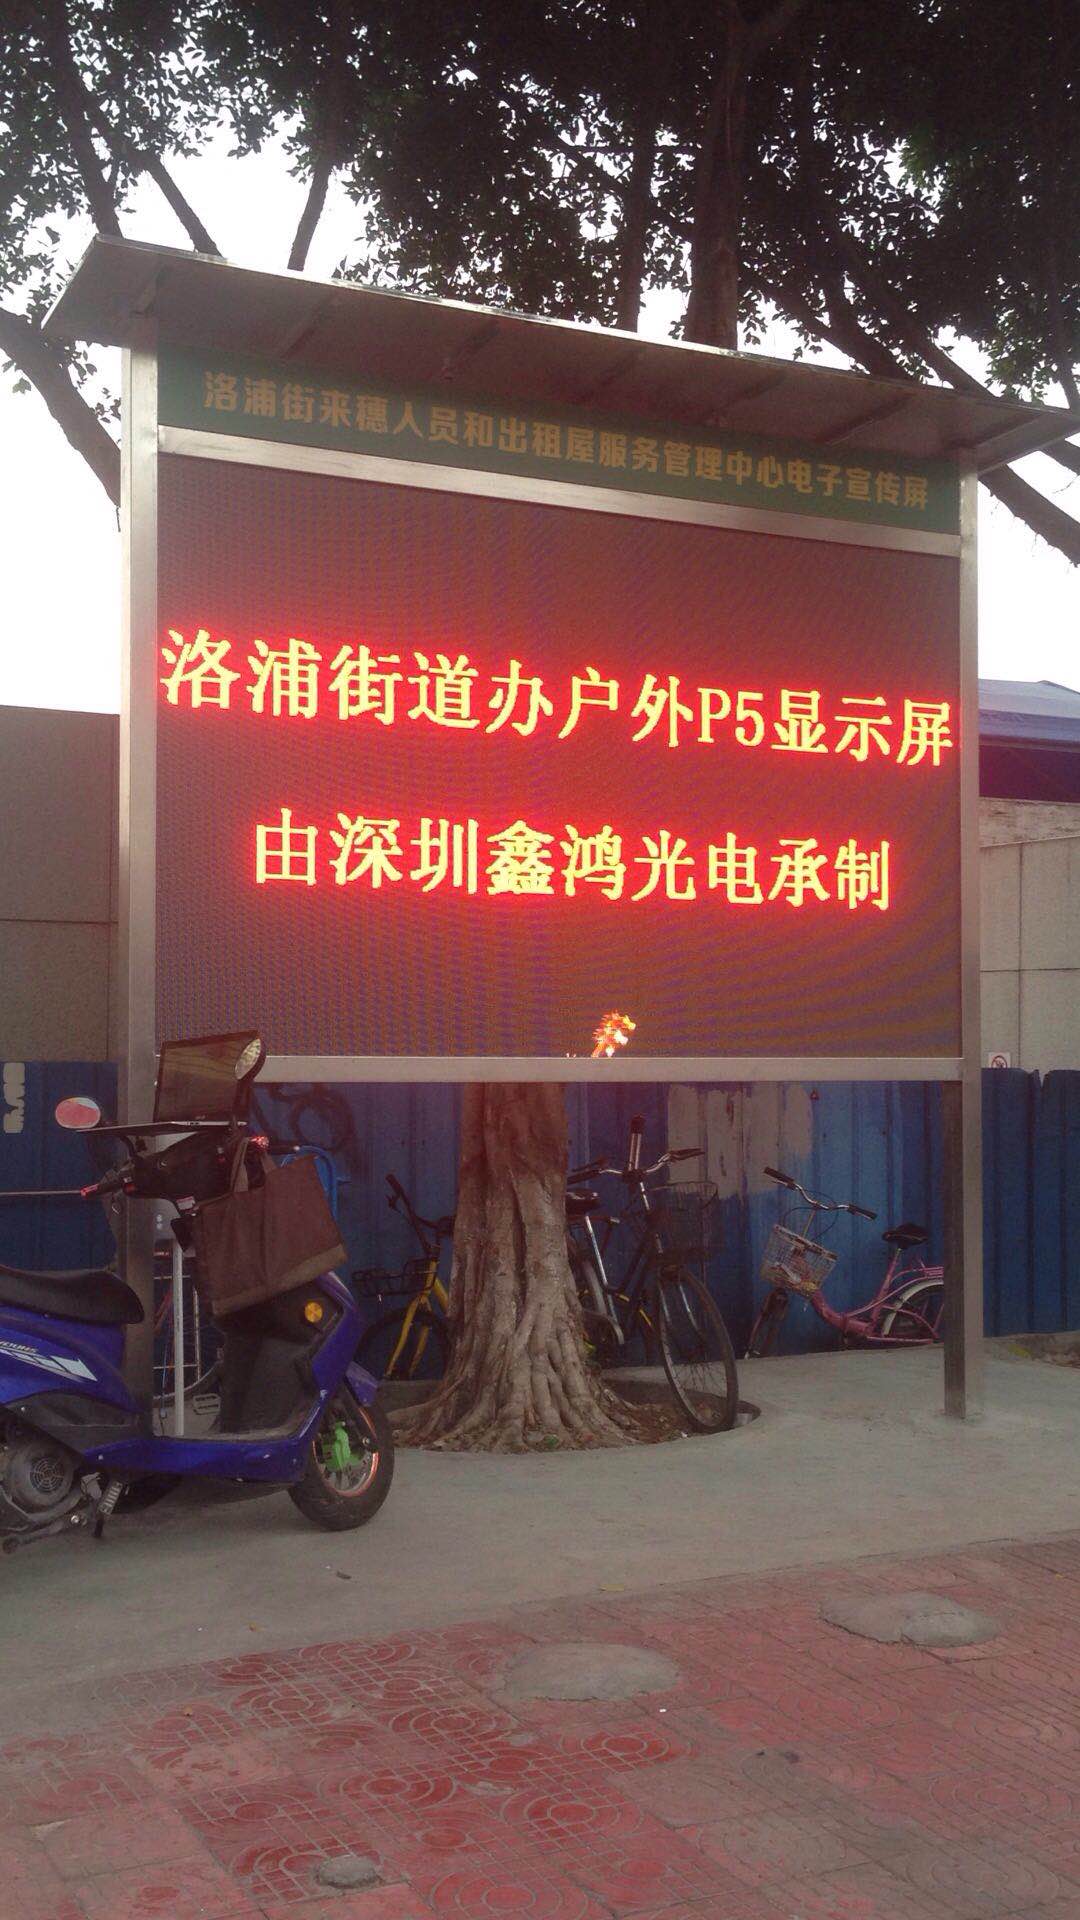 洛浦街来穗人员和出租屋服务管理中心电子宣传屏
洛浦街道办户外P5显示屏
由深圳鑫鸿光电承制